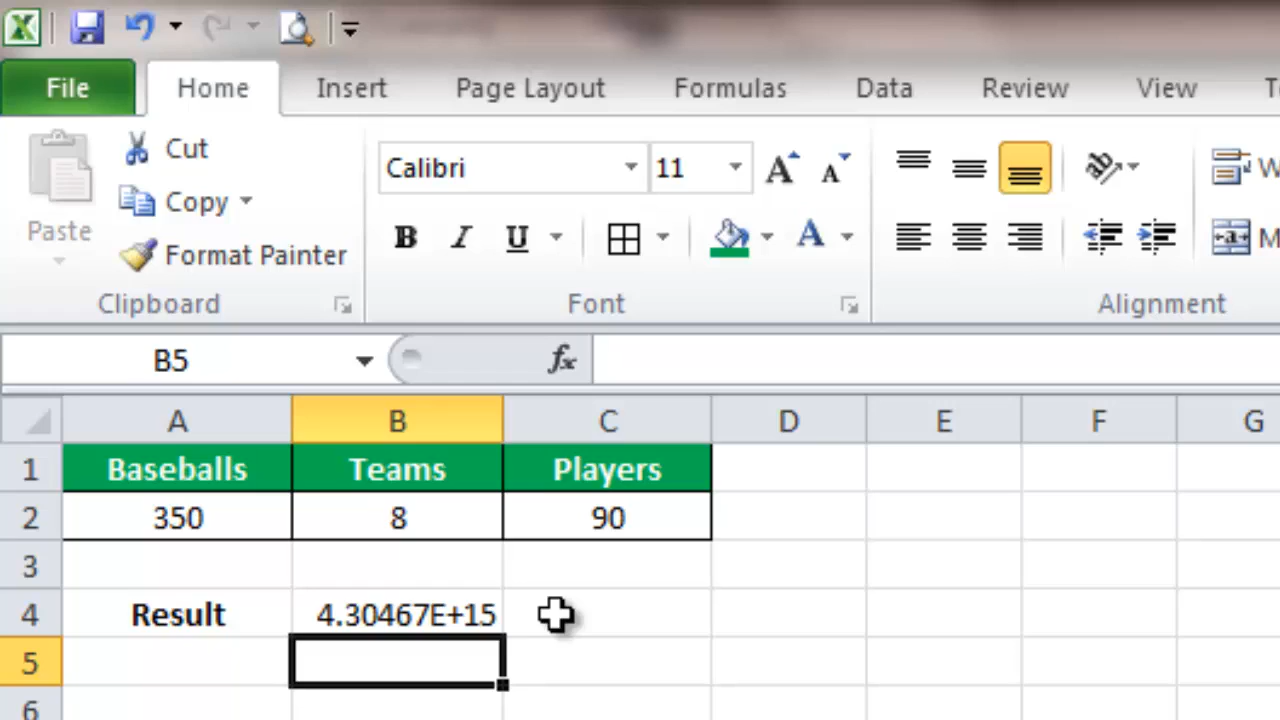 File Home Insert Page Layout Formulas Data Review View
Cut
Copy
Paste
Format Painter
Clipboard
Calibri 11 A A
B I U A
Font
Alignment
B5 fx
A B C D E F G
1 Baseballs Teams Players
2 350 8 90
3
4 Result 4.30467E+15
5
6